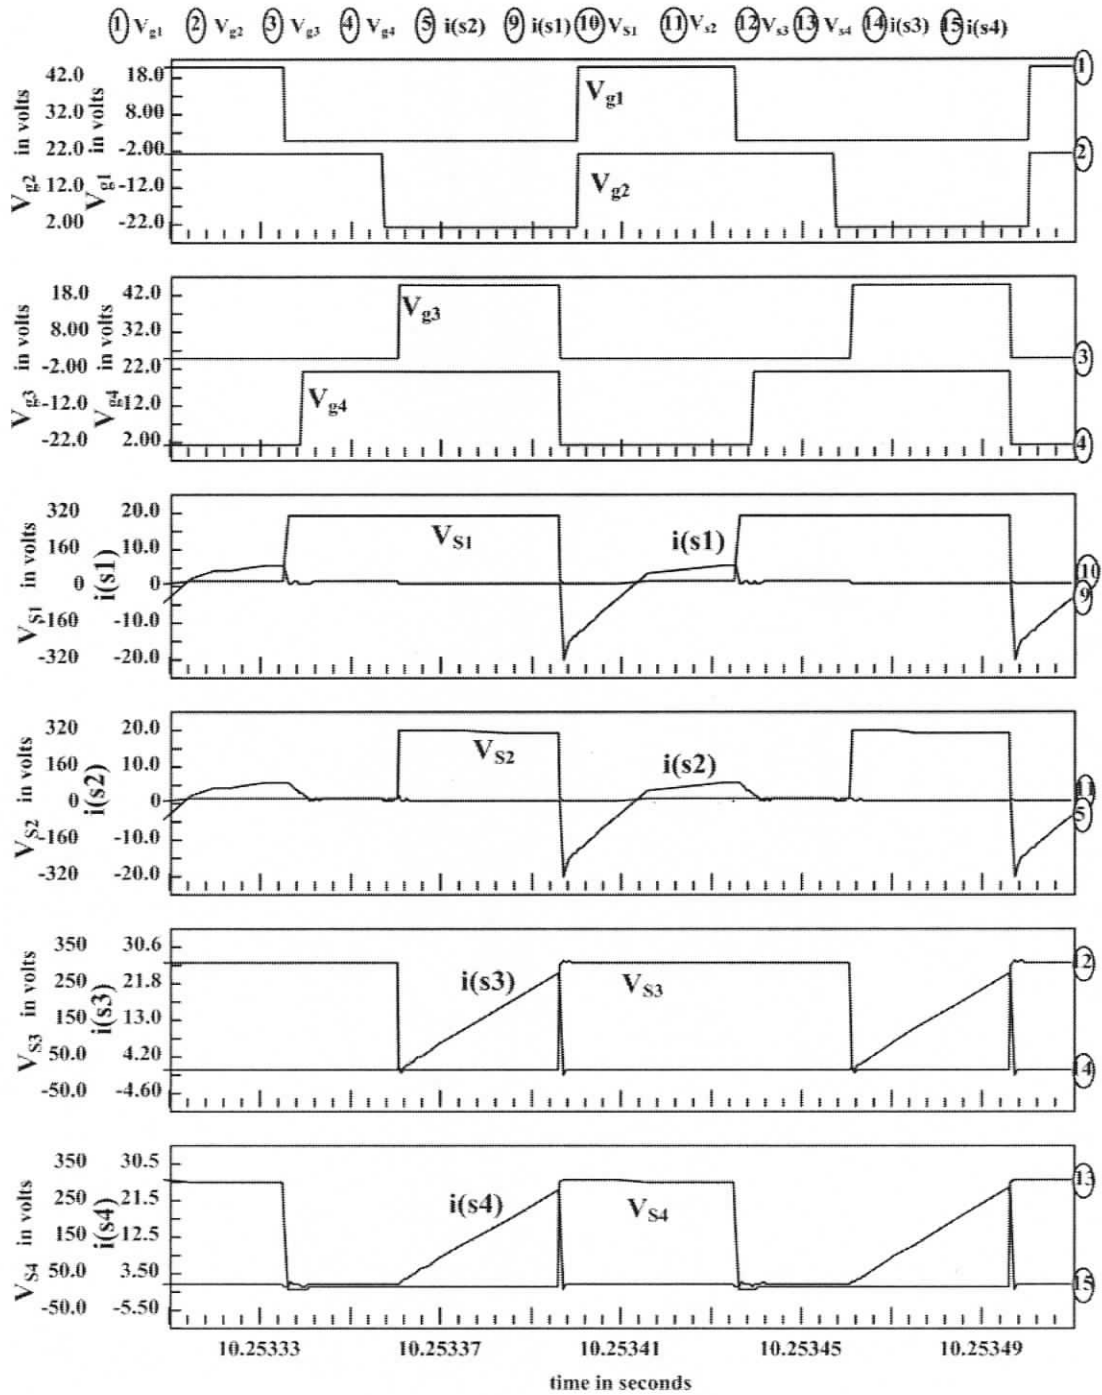 ① Vg1 ② Vg2 ③ Vg3 ④ Vg4 ⑤ i(s2) ⑨ i(s1) ⑩ VS1 ⑪ Vs2 ⑫ Vs3 ⑬ Vs4 ⑭ i(s3) ⑮ i(s4)
Vg2 in volts
42.0
32.0
22.0
12.0
2.00
Vg1 in volts
18.0
8.00
-2.00
-12.0
-22.0
Vg1
Vg2
①
②
Vg3 in volts
18.0
8.00
-2.00
-12.0
-22.0
Vg4 in volts
42.0
32.0
22.0
12.0
2.00
Vg3
Vg4
③
④
VS1 in volts
320
160
0
-160
-320
i(s1)
20.0
10.0
0
-10.0
-20.0
VS1
i(s1)
⑩
⑨
VS2 in volts
320
160
0
-160
-320
i(s2)
20.0
10.0
0
-10.0
-20.0
VS2
i(s2)
⑪
⑤
VS3 in volts
350
250
150
50.0
-50.0
i(s3)
30.6
21.8
13.0
4.20
-4.60
i(s3)
VS3
⑫
⑭
VS4 in volts
350
250
150
50.0
-50.0
i(s4)
30.5
21.5
12.5
3.50
-5.50
i(s4)
VS4
⑬
⑮
10.25333 10.25337 10.25341 10.25345 10.25349
time in seconds